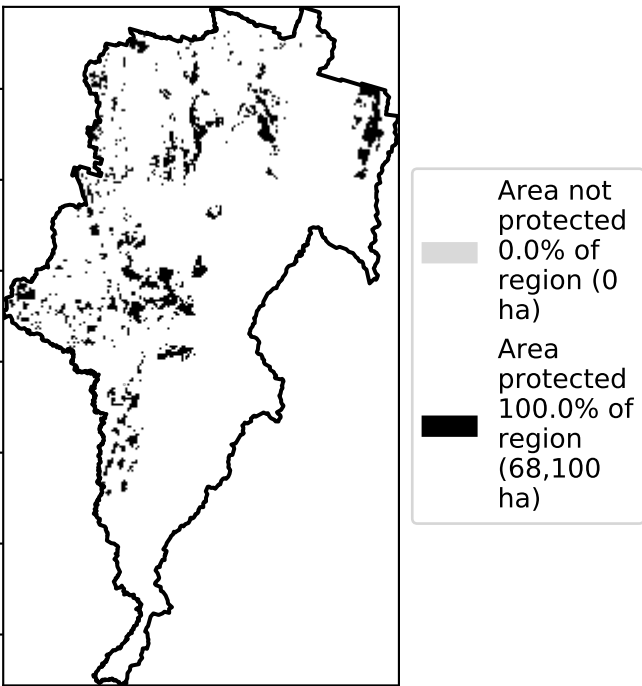 Area not
protected
0.0% of
region (0
ha)
Area
protected
100.0% of
region
(68,100
ha)